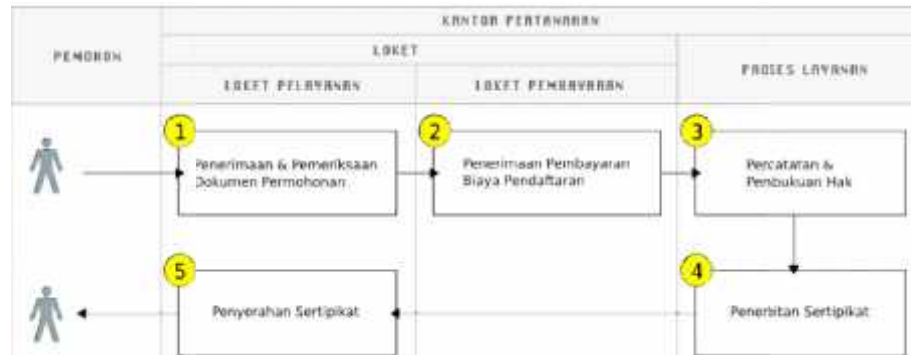 KANTOR PERTANAHAN
PEMOHON
LOKET
PROSES LAYANAN
LOKET PELAYANAN
LOKET PEMBAYARAN
1
2
3
Penerimaan & Pemeriksaan
Dokumen Permohonan
Penerimaan Pembayaran
Biaya Pendaftaran
Pencatatan &
Pembukuan Hak
5
4
Penyerahan Sertipikat
Penerbitan Sertipikat